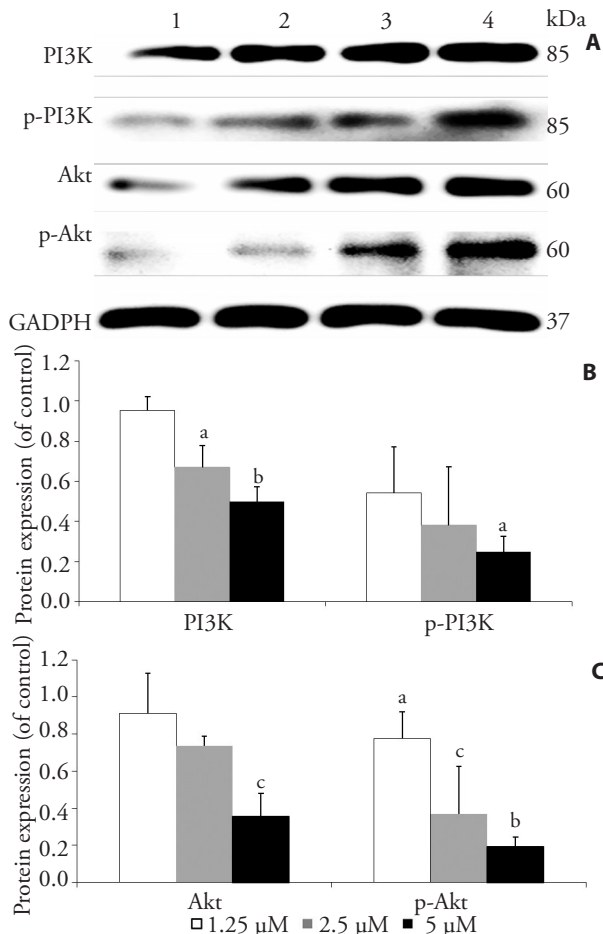 1 2 3 4 kDa
A
PI3K 85
p-PI3K 85
Akt 60
p-Akt 60
GADPH 37
B
Protein expression (of control)
1.2
1.0
0.8
0.6
0.4
0.2
0.0
a
b
a
PI3K p-PI3K
C
Protein expression (of control)
1.2
1.0
0.8
0.6
0.4
0.2
0.0
c
a
c
b
Akt p-Akt
1.25 μM 2.5 μM 5 μM